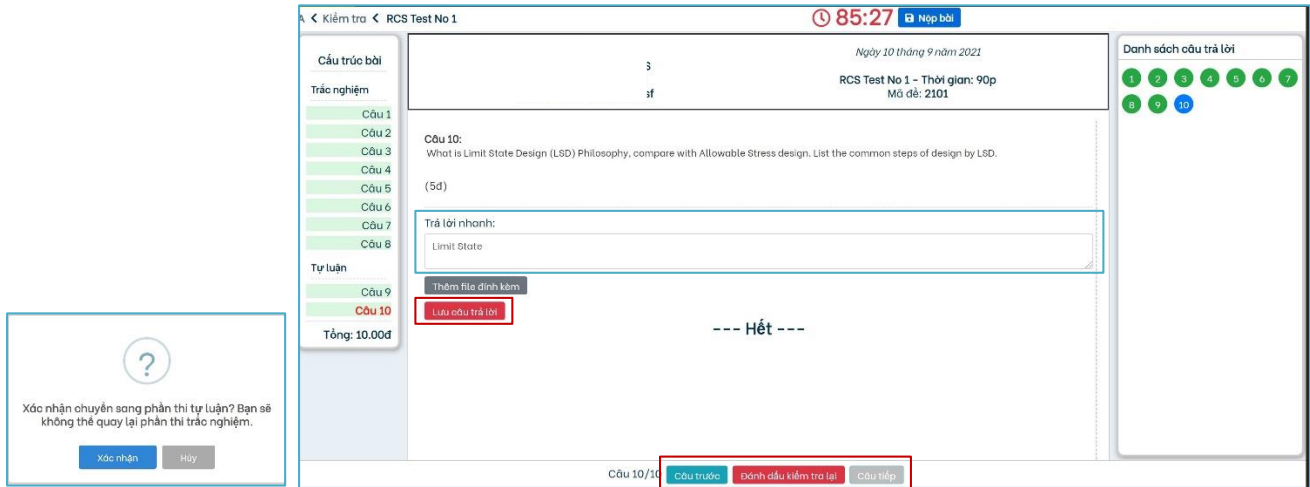 Xác nhận chuyển sang phần thi tự luận? Bạn sẽ
không thể quay lại phần thi trắc nghiệm.
Xác nhận
Hủy
Kiểm tra
RCS Test No 1
85:27
Nộp bài
Cấu trúc bài
Trắc nghiệm
Câu 1
Câu 2
Câu 3
Câu 4
Câu 5
Câu 6
Câu 7
Câu 8
Tự luận
Câu 9
Câu 10
Tổng: 10.00đ
Ngày 10 tháng 9 năm 2021
RCS Test No 1 - Thời gian: 90p
Mã đề: 2101
Câu 10:
What is Limit State Design (LSD) Philosophy, compare with Allowable Stress design. List the common steps of design by LSD.
(5đ)
Trả lời nhanh:
Limit State
Thêm file đính kèm
Lưu câu trả lời
--- Hết ---
Danh sách câu trả lời
1 2 3 4 5 6 7
8 9 10
Câu 10/10
Câu trước
Đánh dấu kiểm tra lại
Câu tiếp